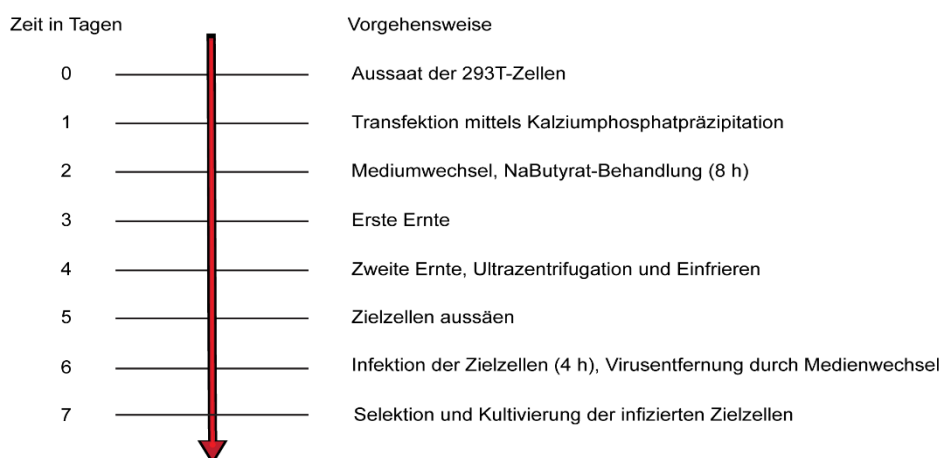 Zeit in Tagen Vorgehensweise
0 Aussaat der 293T-Zellen
1 Transfektion mittels Kalziumphosphatpräzipitation
2 Mediumwechsel, NaButyrat-Behandlung (8 h)
3 Erste Ernte
4 Zweite Ernte, Ultrazentrifugation und Einfrieren
5 Zielzellen aussäen
6 Infektion der Zielzellen (4 h), Virusentfernung durch Medienwechsel
7 Selektion und Kultivierung der infizierten Zielzellen